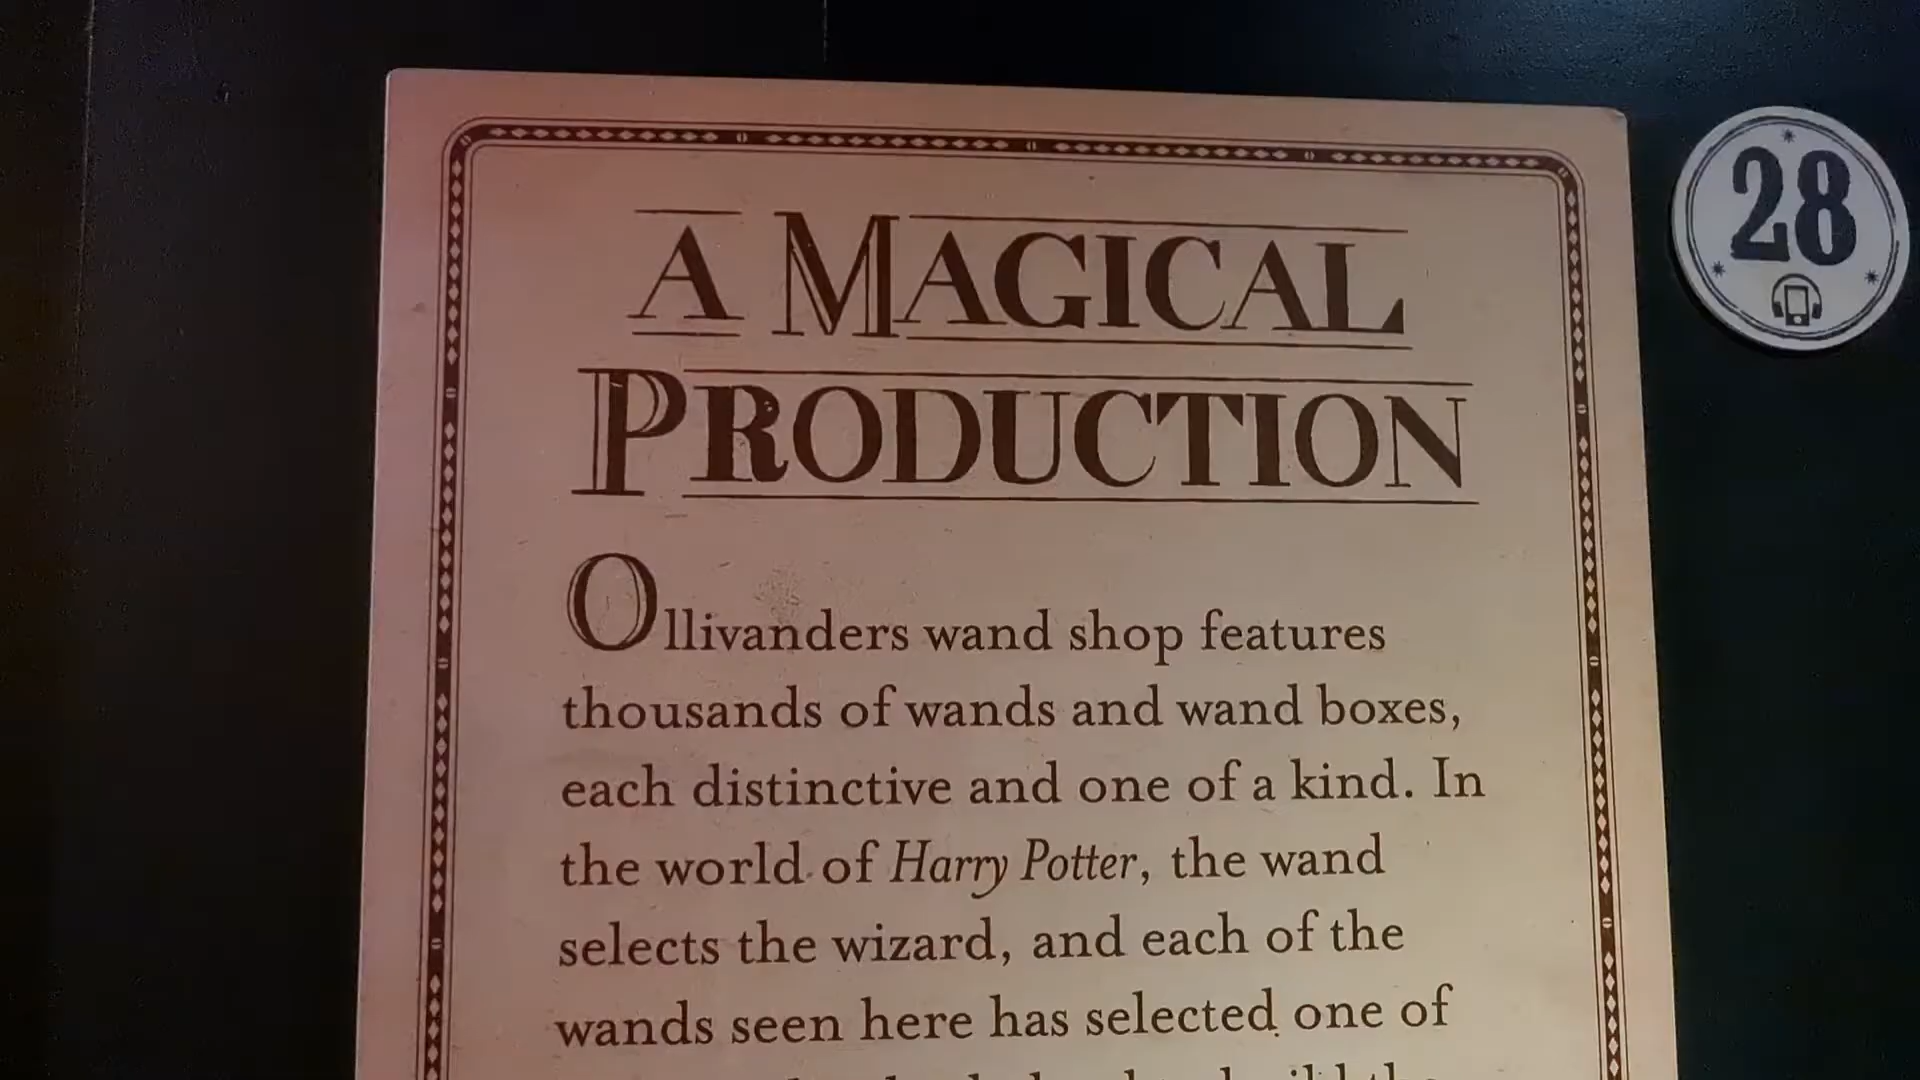 A MAGICAL
PRODUCTION
Ollivanders wand shop features
thousands of wands and wand boxes,
each distinctive and one of a kind. In
the world of Harry Potter, the wand
selects the wizard, and each of the
wands seen here has selected one of
28